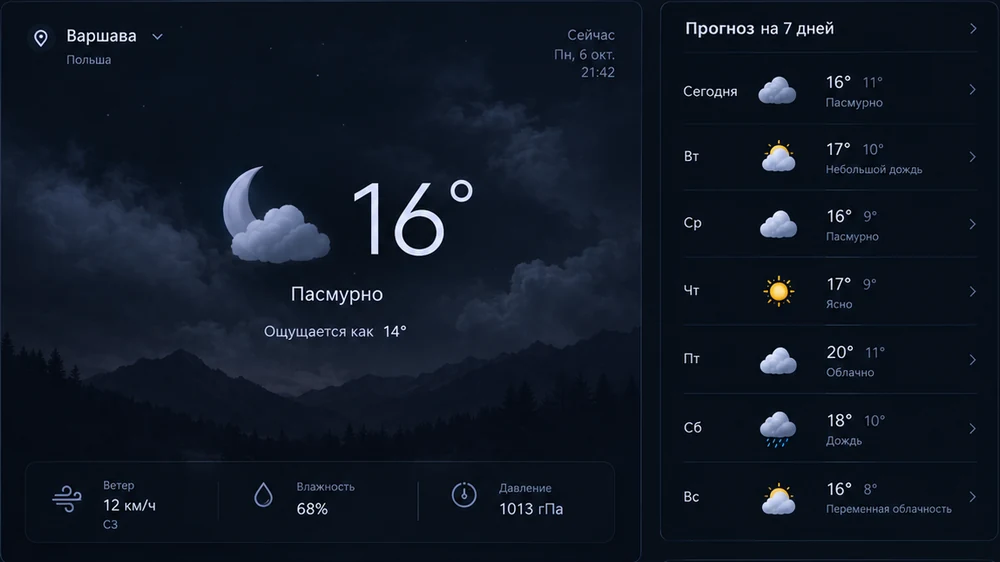 Варшава
Польша
Сейчас
Пн, 6 окт.
21:42
16°
Пасмурно
Ощущается как 14°
Ветер
12 км/ч
СЗ
Влажность
68%
Давление
1013 гПа
Прогноз на 7 дней
Сегодня
16° 11°
Пасмурно
Вт
17° 10°
Небольшой дождь
Ср
16° 9°
Пасмурно
Чт
17° 9°
Ясно
Пт
20° 11°
Облачно
Сб
18° 10°
Дождь
Вс
16° 8°
Переменная облачность